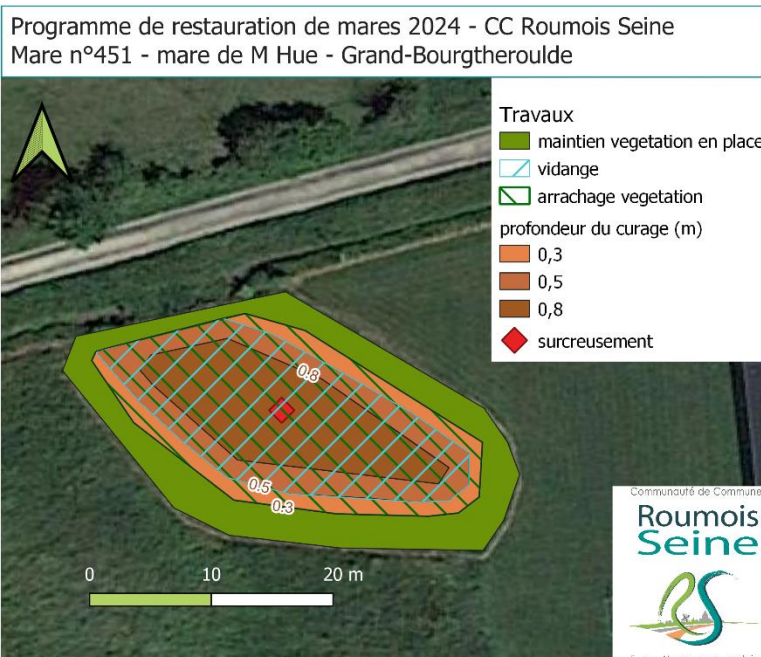 Programme de restauration de mares 2024 - CC Roumois Seine
Mare n°451 - mare de M Hue - Grand-Bourgtheroulde
Travaux
maintien vegetation en place
vidange
arrachage vegetation
profondeur du curage (m)
0,3
0,5
0,8
surcreusement
0.8
0.5
0.3
0 10 20 m
Communauté de Commune
Roumois
Seine